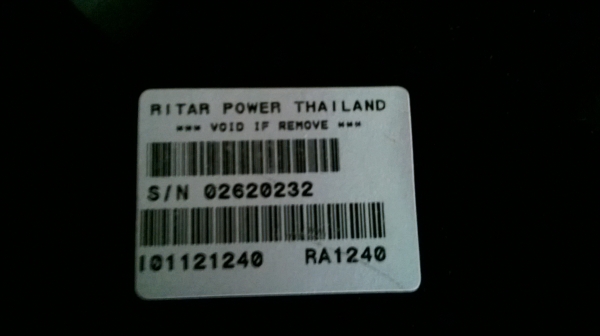 RITAR POWER THAILAND
*** VOID IF REMOVE ***
S/N 02620232
I01121240 RA1240